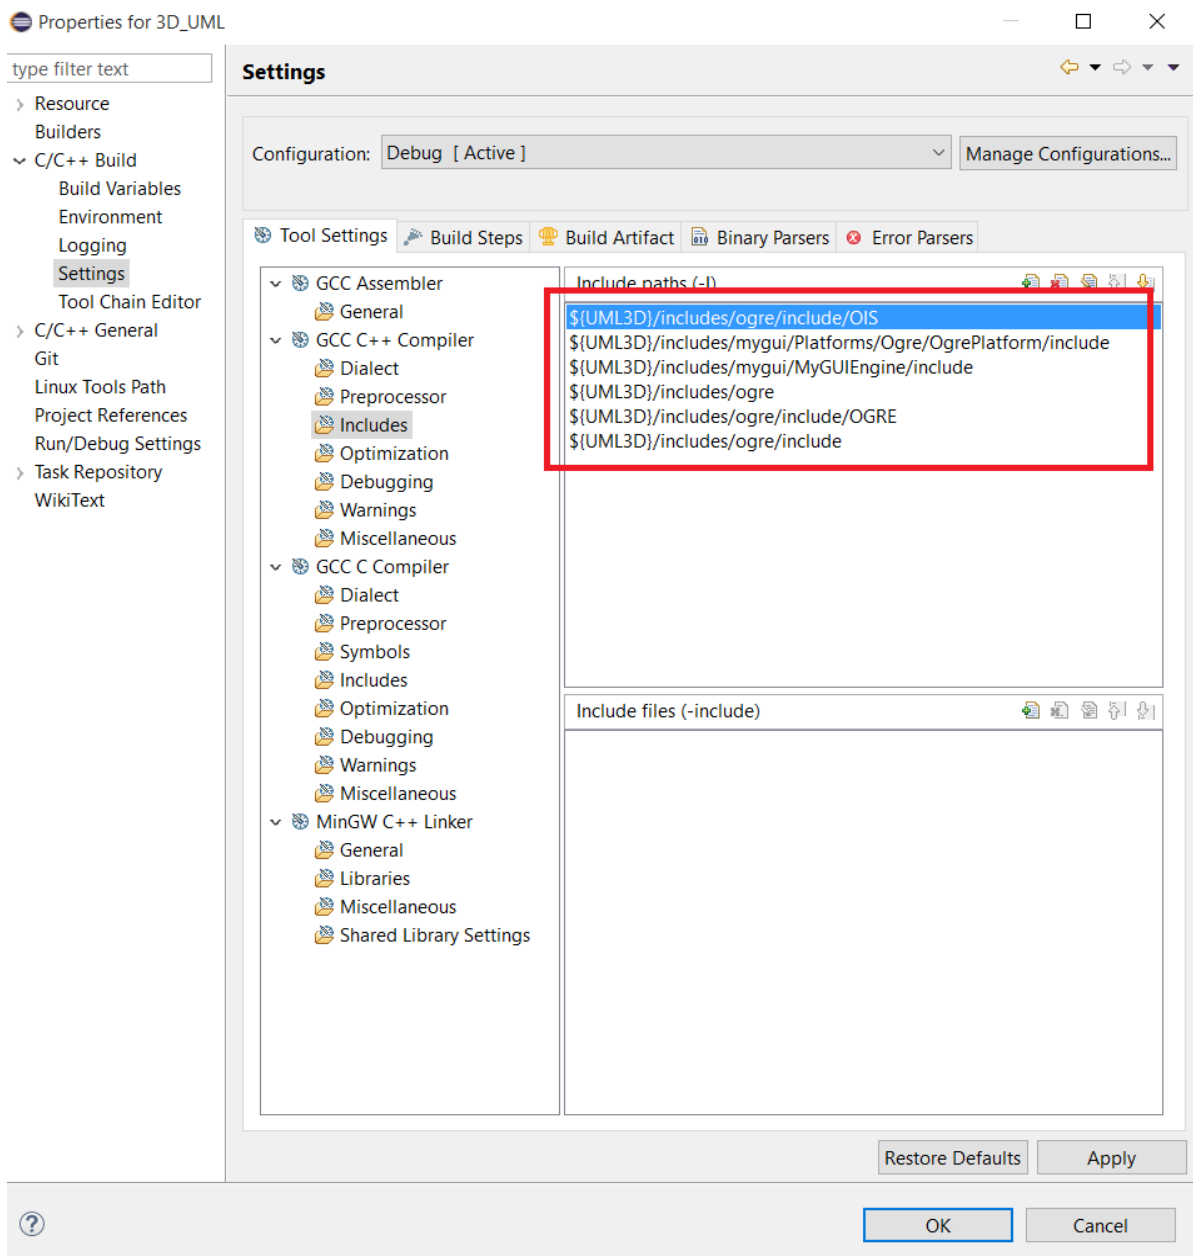 Properties for 3D_UML
type filter text
Resource
Builders
C/C++ Build
Build Variables
Environment
Logging
Settings
Tool Chain Editor
C/C++ General
Git
Linux Tools Path
Project References
Run/Debug Settings
Task Repository
WikiText
Settings
Configuration: Debug [ Active ] Manage Configurations...
Tool Settings Build Steps Build Artifact Binary Parsers Error Parsers
GCC Assembler
General
GCC C++ Compiler
Dialect
Preprocessor
Includes
Optimization
Debugging
Warnings
Miscellaneous
GCC C Compiler
Dialect
Preprocessor
Symbols
Includes
Optimization
Debugging
Warnings
Miscellaneous
MinGW C++ Linker
General
Libraries
Miscellaneous
Shared Library Settings
Include paths (-I)
${UML3D}/includes/ogre/include/OIS
${UML3D}/includes/mygui/Platforms/Ogre/OgrePlatform/include
${UML3D}/includes/mygui/MyGUIEngine/include
${UML3D}/includes/ogre
${UML3D}/includes/ogre/include/OGRE
${UML3D}/includes/ogre/include
Include files (-include)
Restore Defaults Apply
OK Cancel